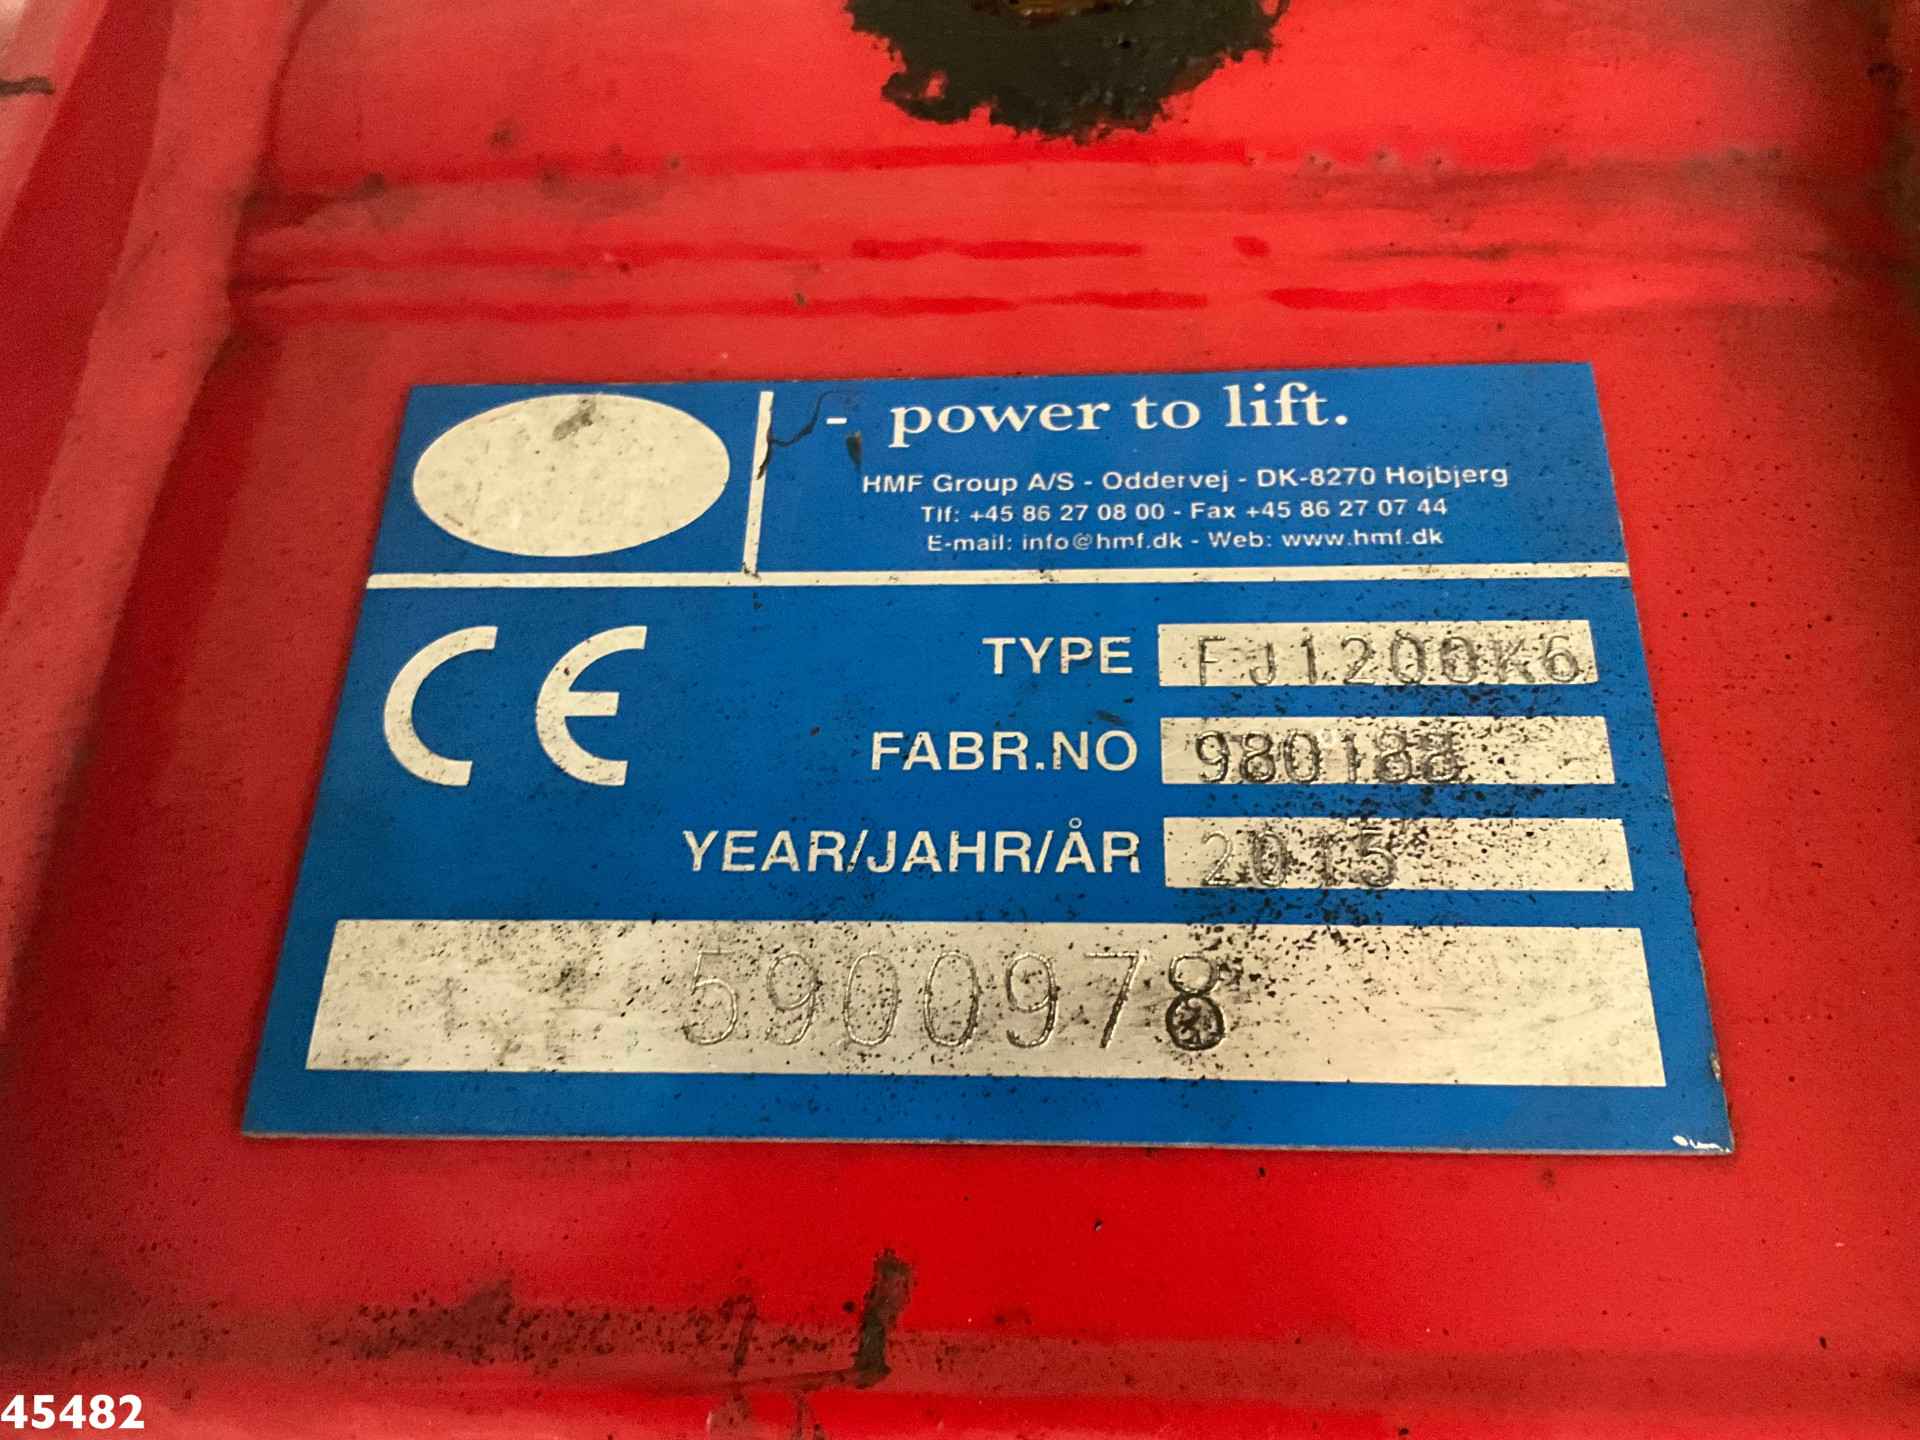 - power to lift.
HMF Group A/S - Oddervej - DK-8270 Højbjerg
Tlf: +45 86 27 08 00 - Fax +45 86 27 07 44
E-mail: info@hmf.dk - Web: www.hmf.dk
CE
TYPE FJ1200K6
FABR.NO 980188
YEAR/JAHR/ÅR 2015
5900978
45482